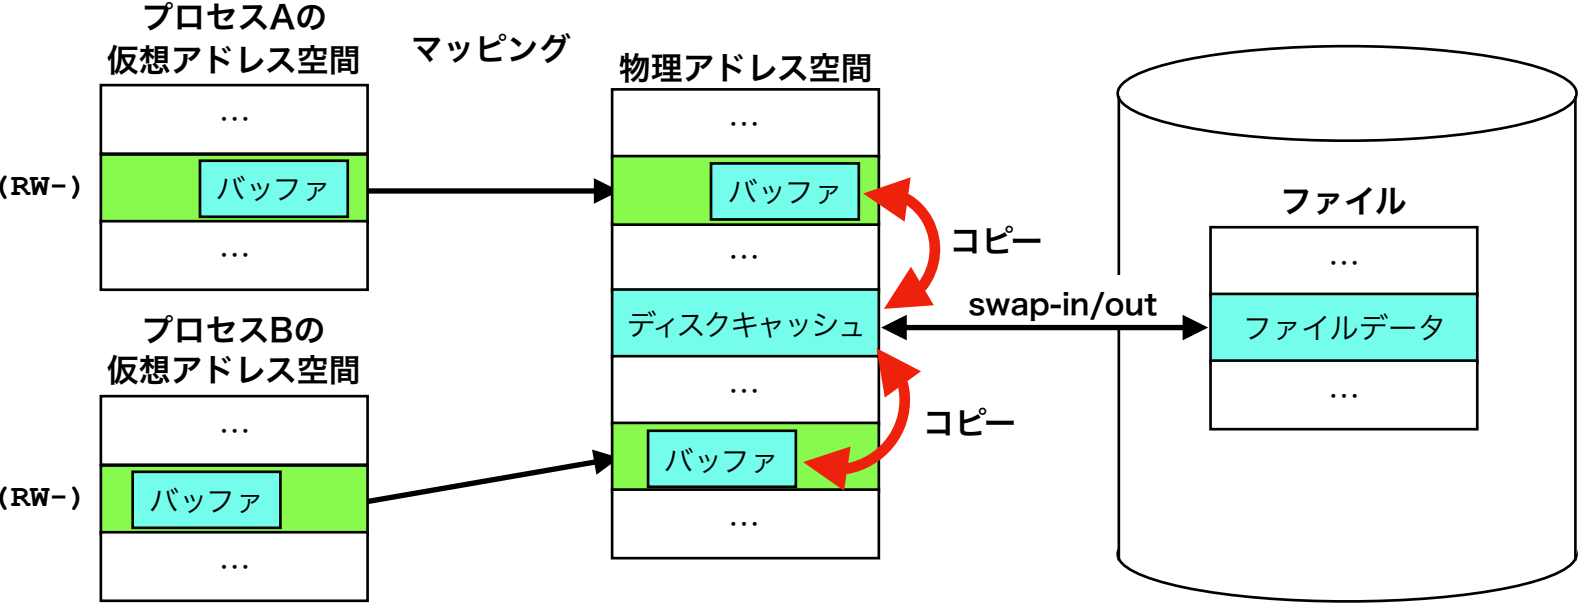 プロセスAの
仮想アドレス空間
…
(RW-)
バッファ
…
プロセスBの
仮想アドレス空間
…
(RW-)
バッファ
…
マッピング
物理アドレス空間
…
バッファ
…
ディスクキャッシュ
…
バッファ
…
コピー
swap-in/out
コピー
ファイル
…
ファイルデータ
…